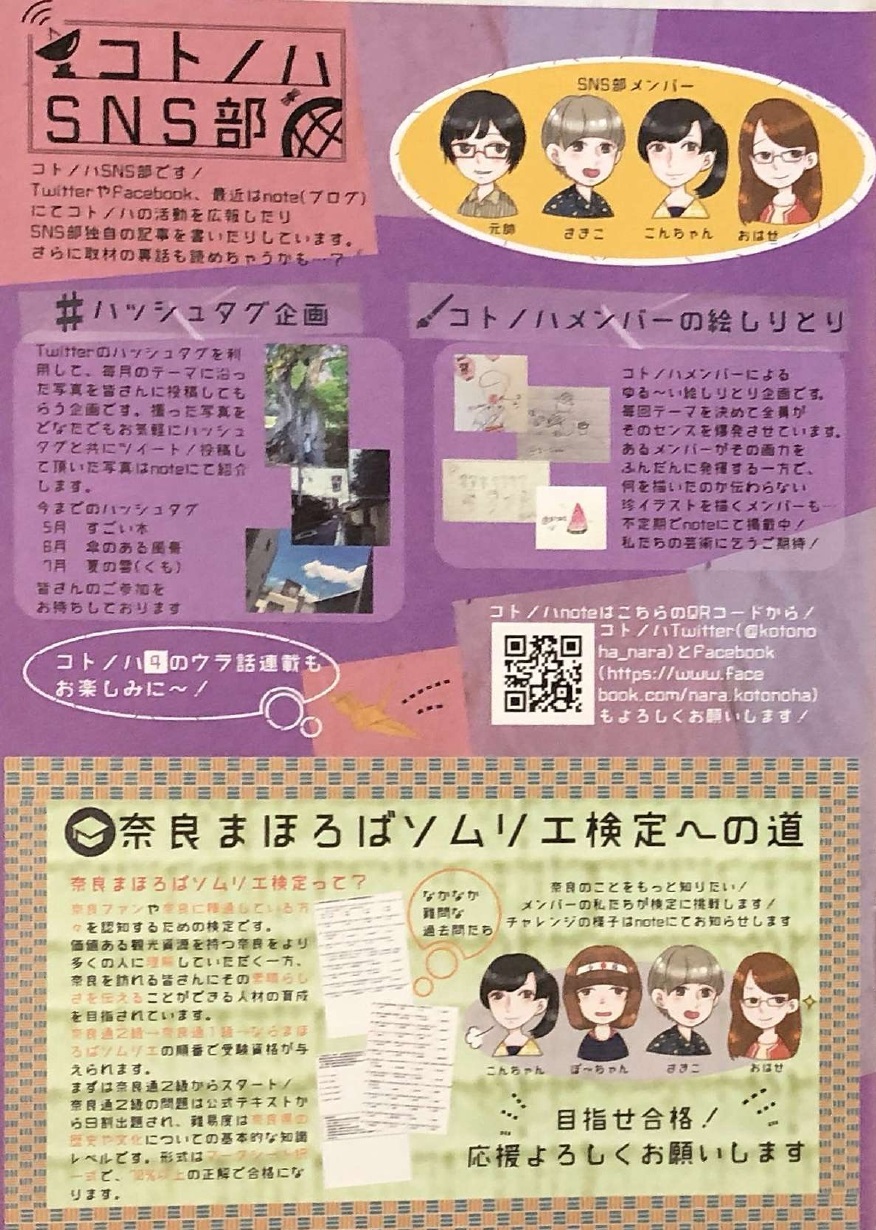 コトノハ
SNS部
コトノハSNS部です！
TwitterやFacebook、最近はnote(ブログ)
にてコトノハの活動を広報したり
SNS部独自の記事を書いたりしています。
さらに取材の裏話も読めちゃうかも…？
SNS部メンバー
元帥
さきこ
こんちゃん
おはせ
#ハッシュタグ企画
Twitterのハッシュタグを利
用して、毎月のテーマに沿っ
た写真を皆さんに投稿しても
らう企画です。撮った写真を
どなたでもお気軽にハッシュ
タグと共にツイート！投稿し
て頂いた写真はnoteにて紹介
します。
今までのハッシュタグ
5月 すごい木
6月 傘のある風景
7月 夏の雲(くも)
皆さんのご参加を
お待ちしております
コトノハメンバーの絵しりとり
コトノハメンバーによる
ゆる〜い絵しりとり企画です。
毎回テーマを決めて全員が
そのセンスを爆発させています。
あるメンバーがその画力を
ふんだんに発揮する一方で、
何を描いたのか伝わらない
珍イラストを描くメンバーも…
不定期でnoteにて掲載中！
私たちの芸術に乞うご期待！
コトノハ4のウラ話連載も
お楽しみに〜！
コトノハnoteはこちらのQRコードから！
コトノハTwitter(@kotono
ha_nara)とFacebook
(https://www.face
book.com/nara.kotonoha)
もよろしくお願いします！
奈良まほろばソムリエ検定への道
奈良まほろばソムリエ検定って？
奈良ファンや奈良に精通している方
々を認知するための検定です。
価値ある観光資源を持つ奈良をより
多くの人に理解していただく一方、
奈良を訪れる皆さんにその素晴らし
さを伝えることができる人材の育成
を目指されています。
奈良通2級→奈良通1級→ならまほ
ろばソムリエの順番で受験資格が与
えられます。
まずは奈良通2級からスタート！
奈良通2級の問題は公式テキストか
ら9割出題され、難易度は奈良県の
歴史や文化についての基本的な知識
レベルです。形式はマークシート択
一式で、70%以上の正解で合格にな
ります。
なかなか
難問な
過去問たち
奈良のことをもっと知りたい！
メンバーの私たちが検定に挑戦します！
チャレンジの様子はnoteにてお知らせします
こんちゃん
ぽ〜ちゃん
さきこ
おはせ
目指せ合格！
応援よろしくお願いします